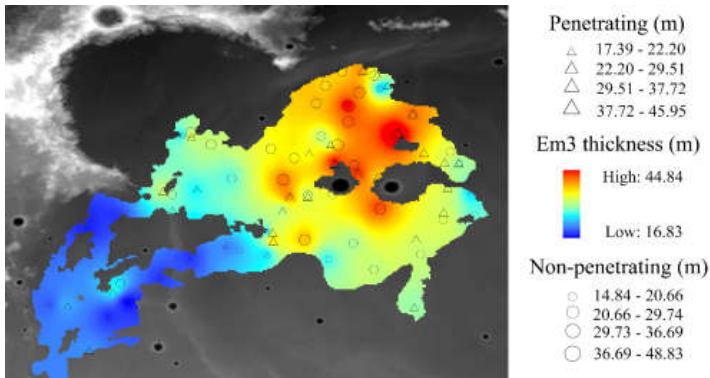 Penetrating (m)
17.39 - 22.20
22.20 - 29.51
29.51 - 37.72
37.72 - 45.95
Em3 thickness (m)
High: 44.84
Low: 16.83
Non-penetrating (m)
14.84 - 20.66
20.66 - 29.74
29.73 - 36.69
36.69 - 48.83